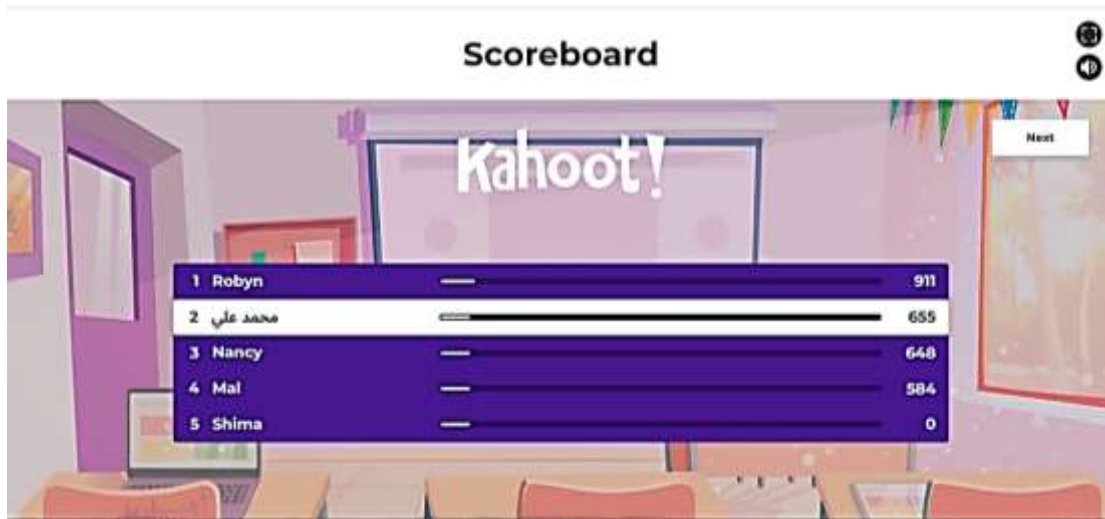 Scoreboard
Next
Kahoot!
1 Robyn 911
2 محمد علي 655
3 Nancy 648
4 Mal 584
5 Shima 0